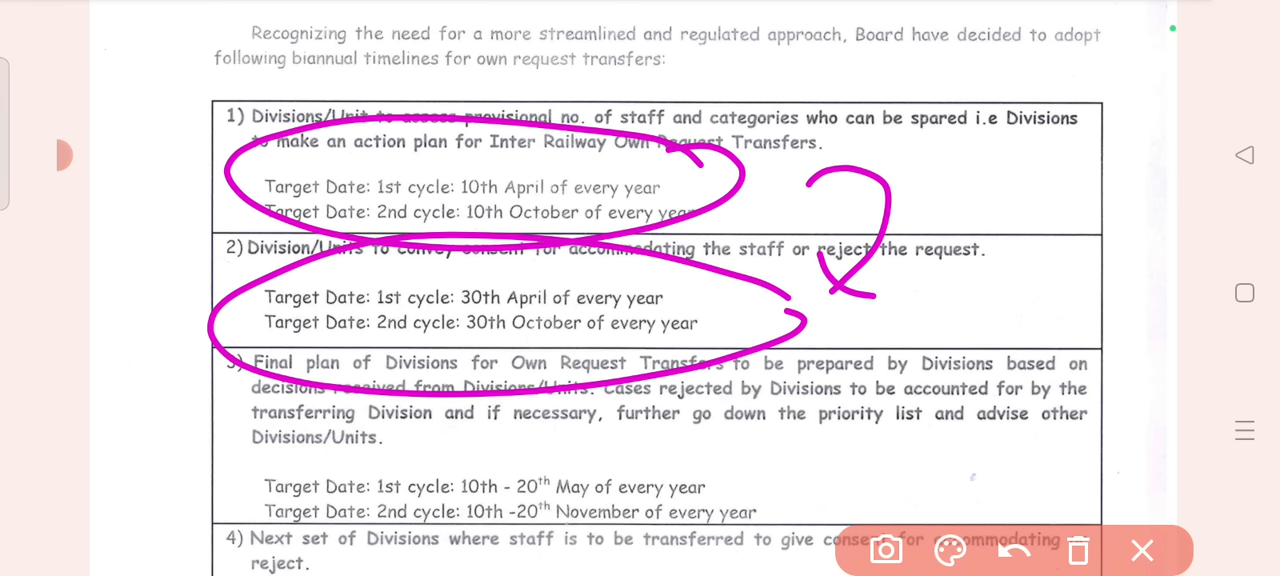 Recognizing the need for a more streamlined and regulated approach, Board have decided to adopt
following biannual timelines for own request transfers:
1) Divisions/Unit to assess provisional no. of staff and categories who can be spared i.e Divisions
to make an action plan for Inter Railway Own Request Transfers.
Target Date: 1st cycle: 10th April of every year
Target Date: 2nd cycle: 10th October of every year
2) Division/Units to convey consent for accommodating the staff or reject the request.
Target Date: 1st cycle: 30th April of every year
Target Date: 2nd cycle: 30th October of every year
3) Final plan of Divisions for Own Request Transfers to be prepared by Divisions based on
decisions received from Divisions/Units. Cases rejected by Divisions to be accounted for by the
transferring Division and if necessary, further go down the priority list and advise other
Divisions/Units.
Target Date: 1st cycle: 10th - 20th May of every year
Target Date: 2nd cycle: 10th -20th November of every year
4) Next set of Divisions where staff is to be transferred to give consent for accommodating
reject.